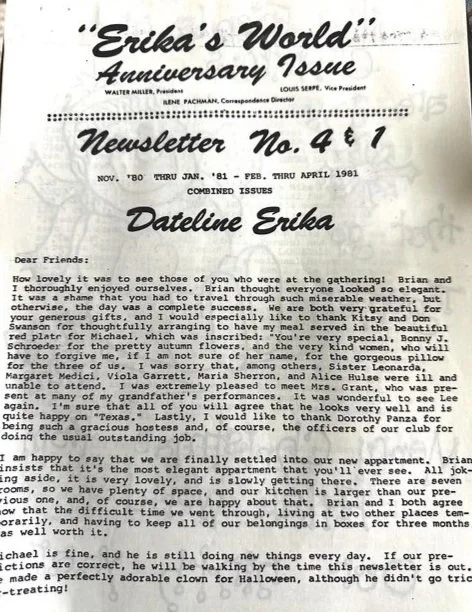 "Erika's World"
Anniversary Issue
WALTER MILLER, President
LOUIS SERPE, Vice President
ILENE PACHMAN, Correspondence Director
Newsletter No. 4 & 1
NOV. '80 THRU JAN. '81 - FEB. THRU APRIL 1981
COMBINED ISSUES
Dateline Erika
Dear Friends:
How lovely it was to see those of you who were at the gathering! Brian and
I thoroughly enjoyed ourselves. Brian thought everyone looked so elegant.
It was a shame that you had to travel through such miserable weather, but
otherwise, the day was a complete success. We are both very grateful for
your generous gifts, and I would especially like to thank Kitsy and Don
Swanson for thoughtfully arranging to have my meal served in the beautiful
red platr for Michael, which was inscribed: "You're very special, Bonny J.
Schroeder for the pretty autumn flowers, and the very kind women, who will
have to forgive me, if I am not sure of her name, for the gorgeous pillow
for the three of us. I was sorry that, among others, Sister Leonarda,
Margaret Medici, Viola Garrett, Maria Sherron, and Alice Hulse were ill and
unable to attend. I was extremely pleased to meet Mrs. Grant, who was pre-
sent at many of my grandfather's performances. It was wonderful to see Lee
again. I'm sure that all of you will agree that he looks very well and is
quite happy on "Texas." Lastly, I would like to thank Dorothy Panza for
being such a gracious hostess and, of course, the officers of our club for
doing the usual outstanding job.
I am happy to say that we are finally settled into our new appartment. Brian
insists that it's the most elegant appartment that you'll ever see. All jok-
ing aside, it is very lovely, and is slowly getting there. There are seven
rooms, so we have plenty of space, and our kitchen is larger than our pre-
vious one, and of course, we are happy about that. Brian and I both agree
now that the difficult time we went through, living at two other places tem-
porarily, and having to keep all of our belongings in boxes for three months
as well worth it.
ichael is fine, and he is still doing new things every day. If our pre-
ictions are correct, he will be walking by the time this newsletter is out.
e made a perfectly adorable clown for Halloween, although he didn't go tric
-treating!